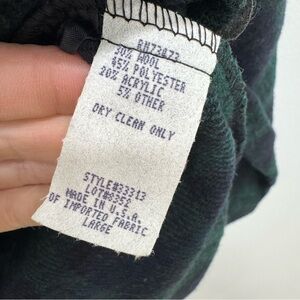 RN73873
30% WOOL
45% POLYESTER
20% ACRYLIC
5% OTHER
DRY CLEAN ONLY
STYLE#33313
LOT#8352
MADE IN U.S.A.
OF IMPORTED FABRIC
LARGE